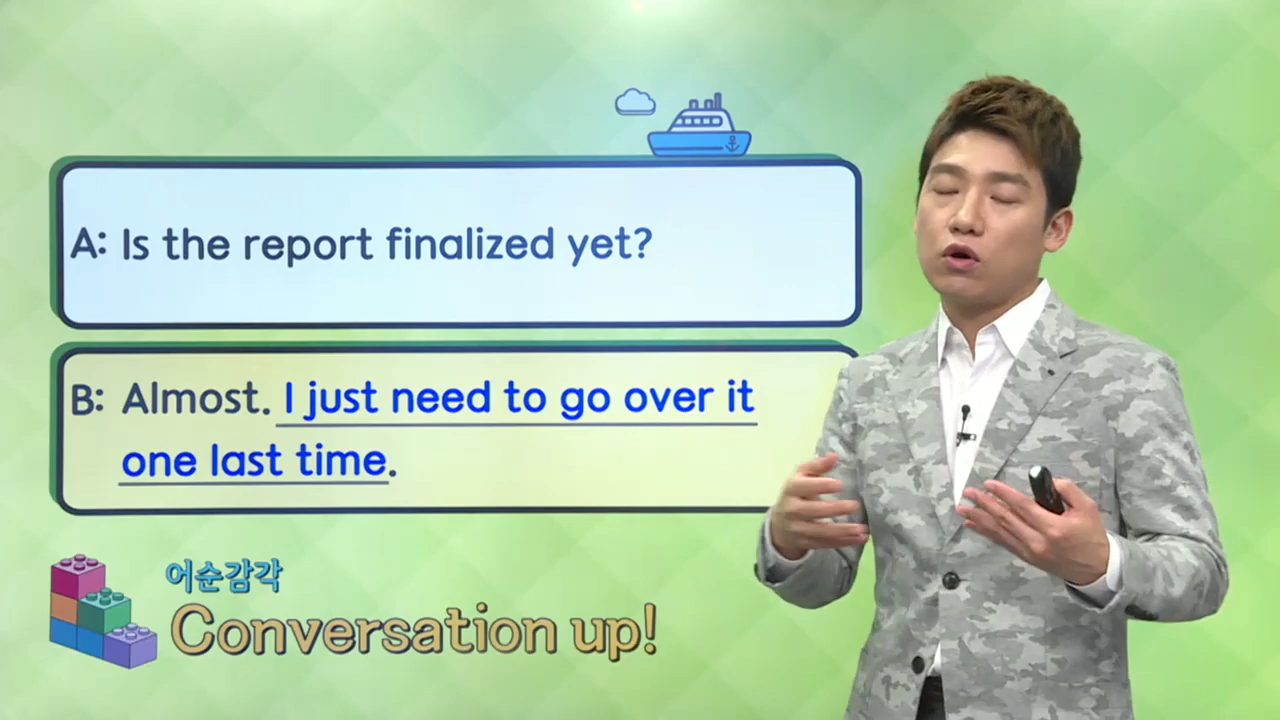 A: Is the report finalized yet?
B: Almost. I just need to go over it
one last time.
어순감각
Conversation up!